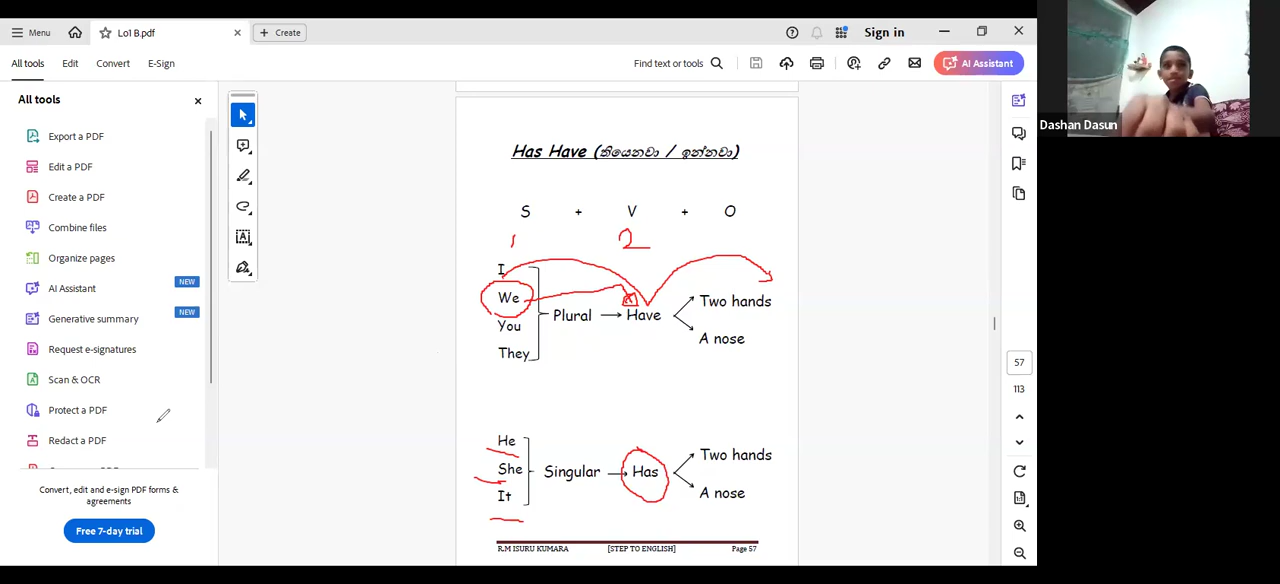 Menu
Lo1 B.pdf
Create
Sign in
All tools
Edit
Convert
E-Sign
Find text or tools
AI Assistant
All tools
Export a PDF
Edit a PDF
Create a PDF
Combine files
Organize pages
AI Assistant NEW
Generative summary NEW
Request e-signatures
Scan & OCR
Protect a PDF
Redact a PDF
Convert, edit and e-sign PDF forms &
agreements
Free 7-day trial
Has Have (තියෙනවා / ඉන්නවා)
S + V + O
1 2
I
We
You
They
Plural
Have
Two hands
A nose
He
She
It
Singular
Has
Two hands
A nose
R.M ISURU KUMARA [STEP TO ENGLISH] Page 57
57
113
Dashan Dasun